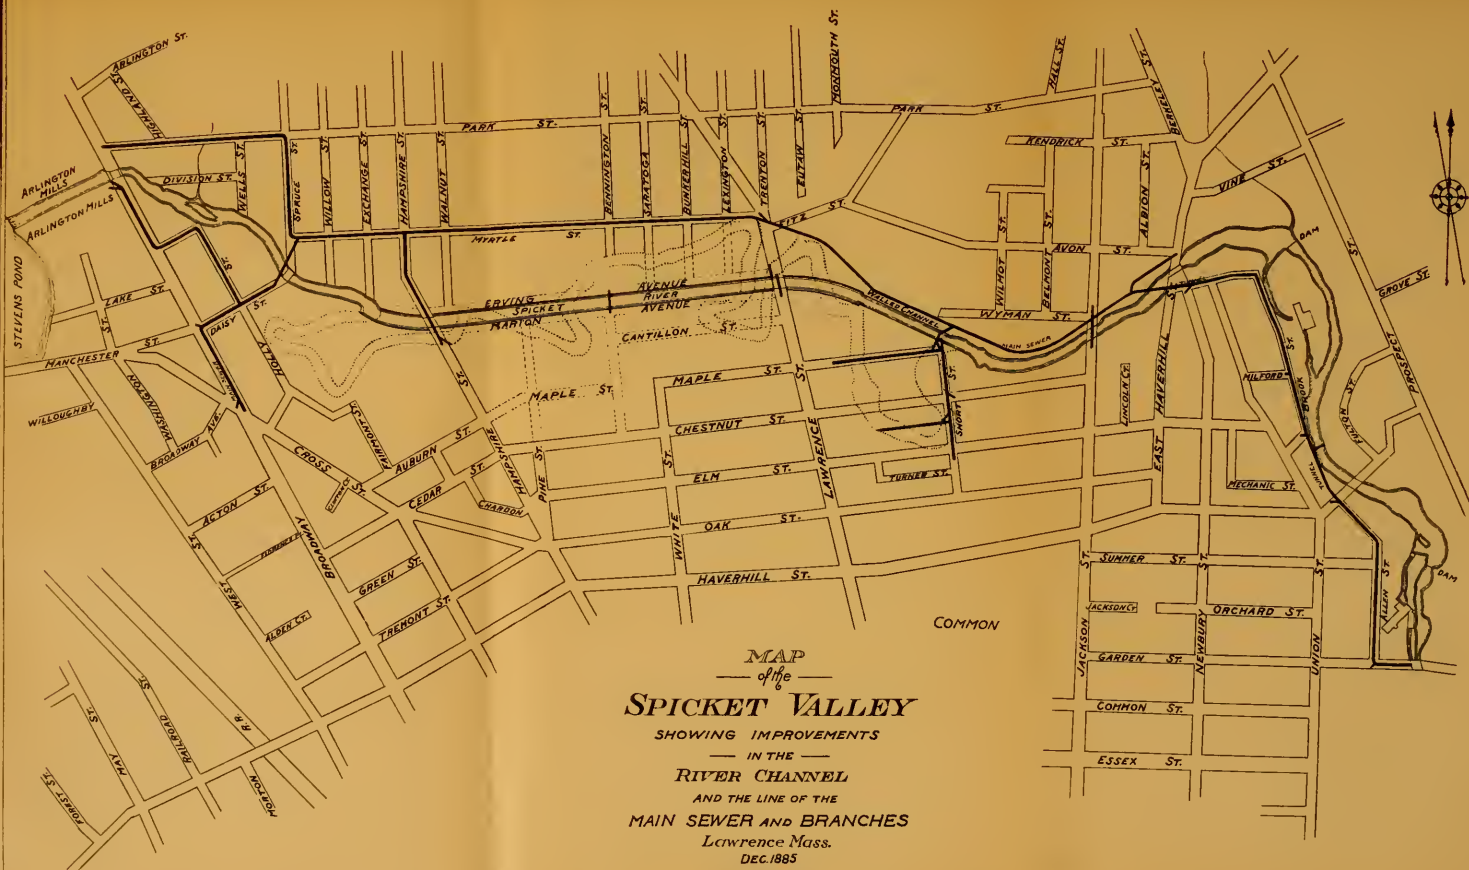 ARLINGTON ST.
HIGHLAND ST.
MONMOUTH ST.
HALL ST.
BERKELEY ST.
PARK ST.
PARK ST.
KENDRICK ST.
VINE ST.
ARLINGTON MILLS
ARLINGTON MILLS
DIVISION ST.
WELLS ST.
SPRUCE ST.
WILLOW ST.
EXCHANGE ST.
HAMPSHIRE ST.
WALNUT ST.
BENNINGTON ST.
SARATOGA ST.
BUNKERHILL ST.
LEXINGTON ST.
TRENTON ST.
EUTAW ST.
FITZ ST.
WILMOT ST.
BELMONT ST.
ALBION ST.
AVON ST.
DAM
MYRTLE ST.
STEVENS POND
LAKE ST.
DAISY ST.
HOLLY ST.
ERVING AVENUE
SPICKET RIVER
MARION AVENUE
WALLED CHANNEL
WYMAN ST.
MAIN SEWER
GROVE ST.
PROSPECT ST.
MANCHESTER ST.
CANTILLON ST.
MAPLE ST.
MAPLE ST.
WILLOUGHBY
WASHINGTON
BROADWAY AVE.
FAIRMONT ST.
CHESTNUT ST.
SHORT ST.
LINCOLN CT.
HAVERHILL ST.
MILFORD
BROOK ST.
FULTON ST.
CROSS ST.
AUBURN ST.
CEDAR ST.
CLIFTON CT.
HAMPSHIRE ST.
PINE ST.
CHARDON
ELM ST.
LAWRENCE ST.
TURNER ST.
EAST
MECHANIC ST.
TUNNEL
ACTON ST.
FLORENCE
BROADWAY
WEST ST.
WHITE ST.
OAK ST.
GREEN ST.
HAVERHILL ST.
SUMMER ST.
ALLEN ST.
DAM
ALDEN CT.
TREMONT ST.
COMMON
JACKSON CT
ORCHARD ST.
JACKSON ST.
NEWBURY ST.
UNION ST.
GARDEN ST.
COMMON ST.
ESSEX ST.
MAY ST.
RAILROAD ST.
R.R.
MORTON
FOREST ST.
MAP
of the
SPICKET VALLEY
SHOWING IMPROVEMENTS
IN THE
RIVER CHANNEL
AND THE LINE OF THE
MAIN SEWER AND BRANCHES
Lawrence Mass.
DEC. 1885